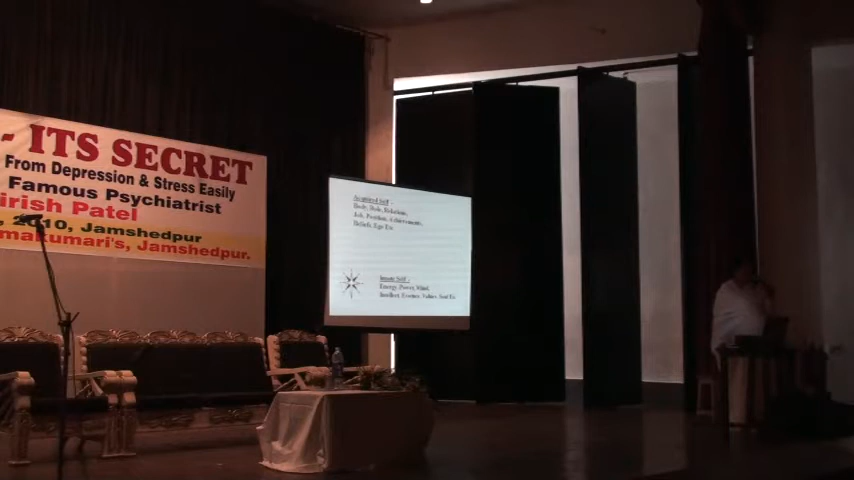 - ITS SECRET
From Depression & Stress Easily
Famous Psychiatrist
irish Patel
2010, Jamshedpur
makumari's, Jamshedpur.
Acquired Self -
Body, Role, Relations,
Job, Position, Achievements,
Beliefs, Ego Etc
Innate Self -
Energy, Power, Mind,
Intellect, Essence, Values, Soul Etc